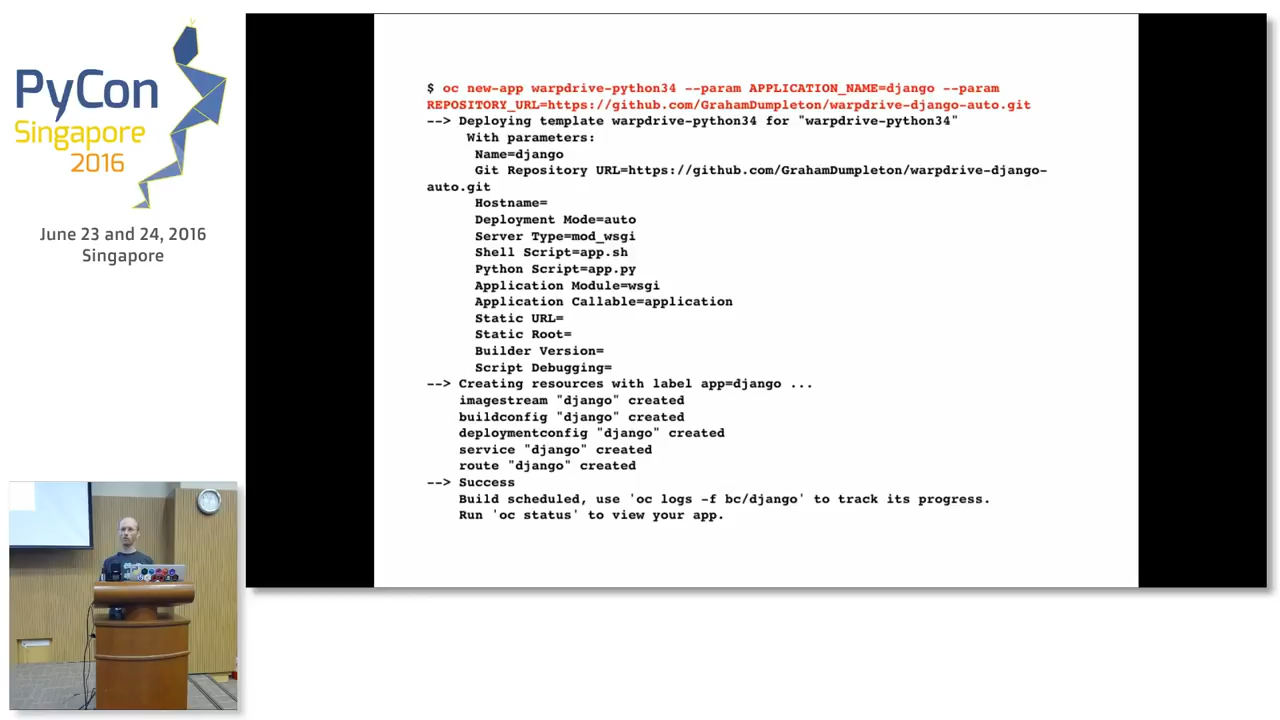 PyCon
Singapore
2016
June 23 and 24, 2016
Singapore
$ oc new-app warpdrive-python34 --param APPLICATION_NAME=django --param
REPOSITORY_URL=https://github.com/GrahamDumpleton/warpdrive-django-auto.git
--> Deploying template warpdrive-python34 for "warpdrive-python34"
With parameters:
Name=django
Git Repository URL=https://github.com/GrahamDumpleton/warpdrive-django-
auto.git
Hostname=
Deployment Mode=auto
Server Type=mod_wsgi
Shell Script=app.sh
Python Script=app.py
Application Module=wsgi
Application Callable=application
Static URL=
Static Root=
Builder Version=
Script Debugging=
--> Creating resources with label app=django ...
imagestream "django" created
buildconfig "django" created
deploymentconfig "django" created
service "django" created
route "django" created
--> Success
Build scheduled, use 'oc logs -f bc/django' to track its progress.
Run 'oc status' to view your app.